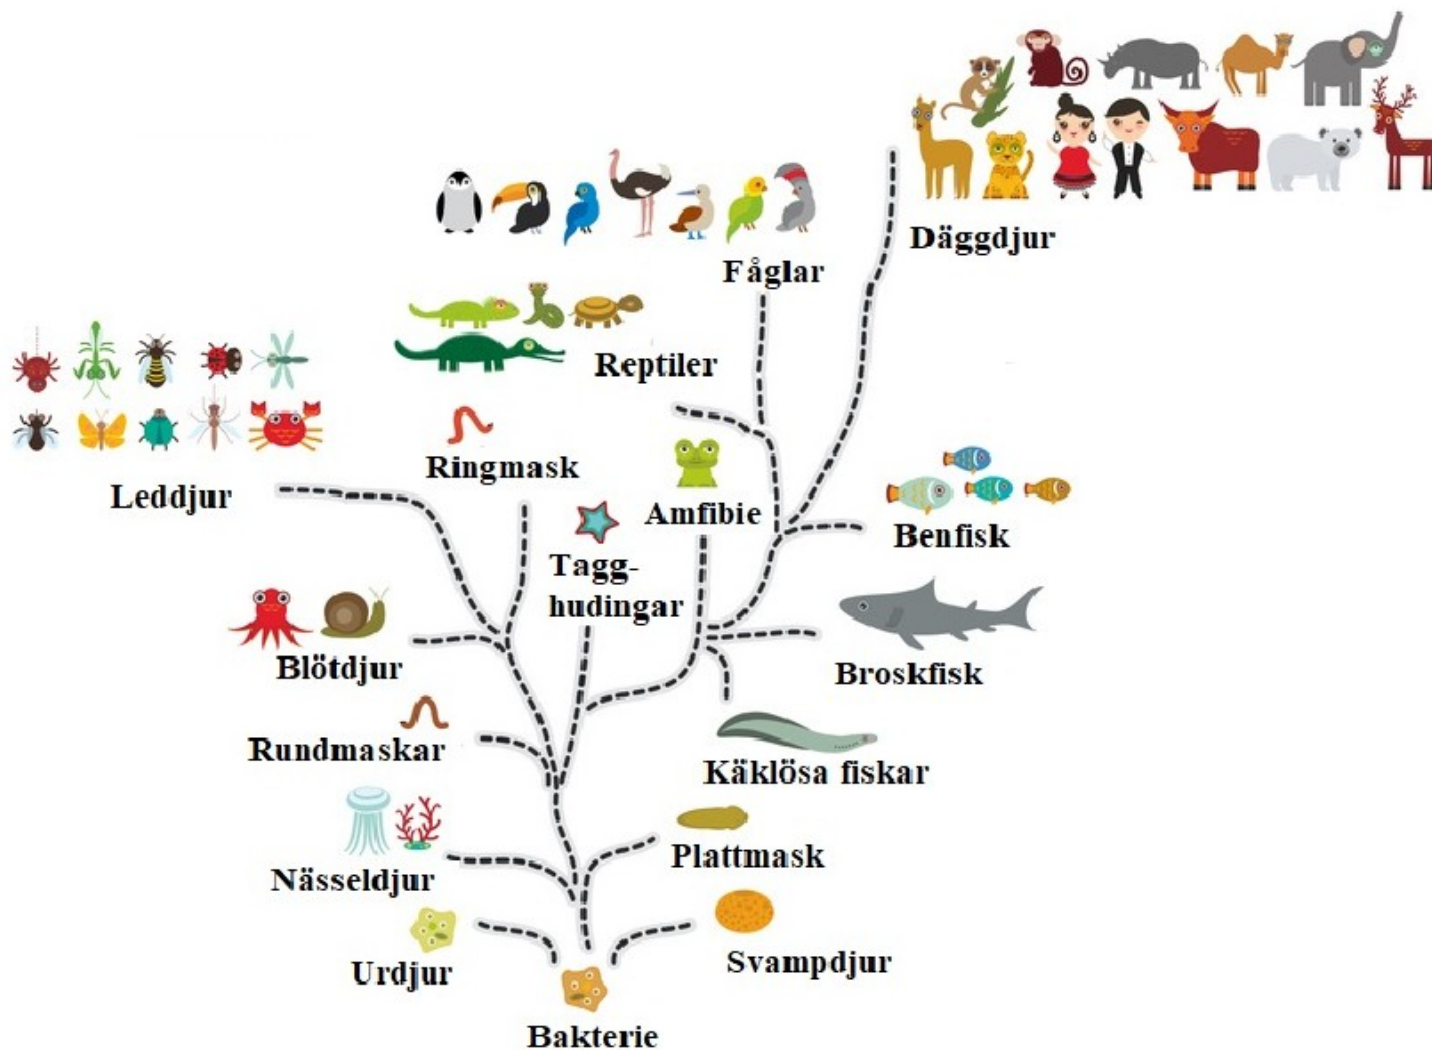 Däggdjur
Fåglar
Reptiler
Ringmask
Leddjur
Amfibie
Benfisk
Tagg-
hudingar
Blötdjur
Broskfisk
Rundmaskar
Käklösa fiskar
Plattmask
Nässeldjur
Svampdjur
Urdjur
Bakterie